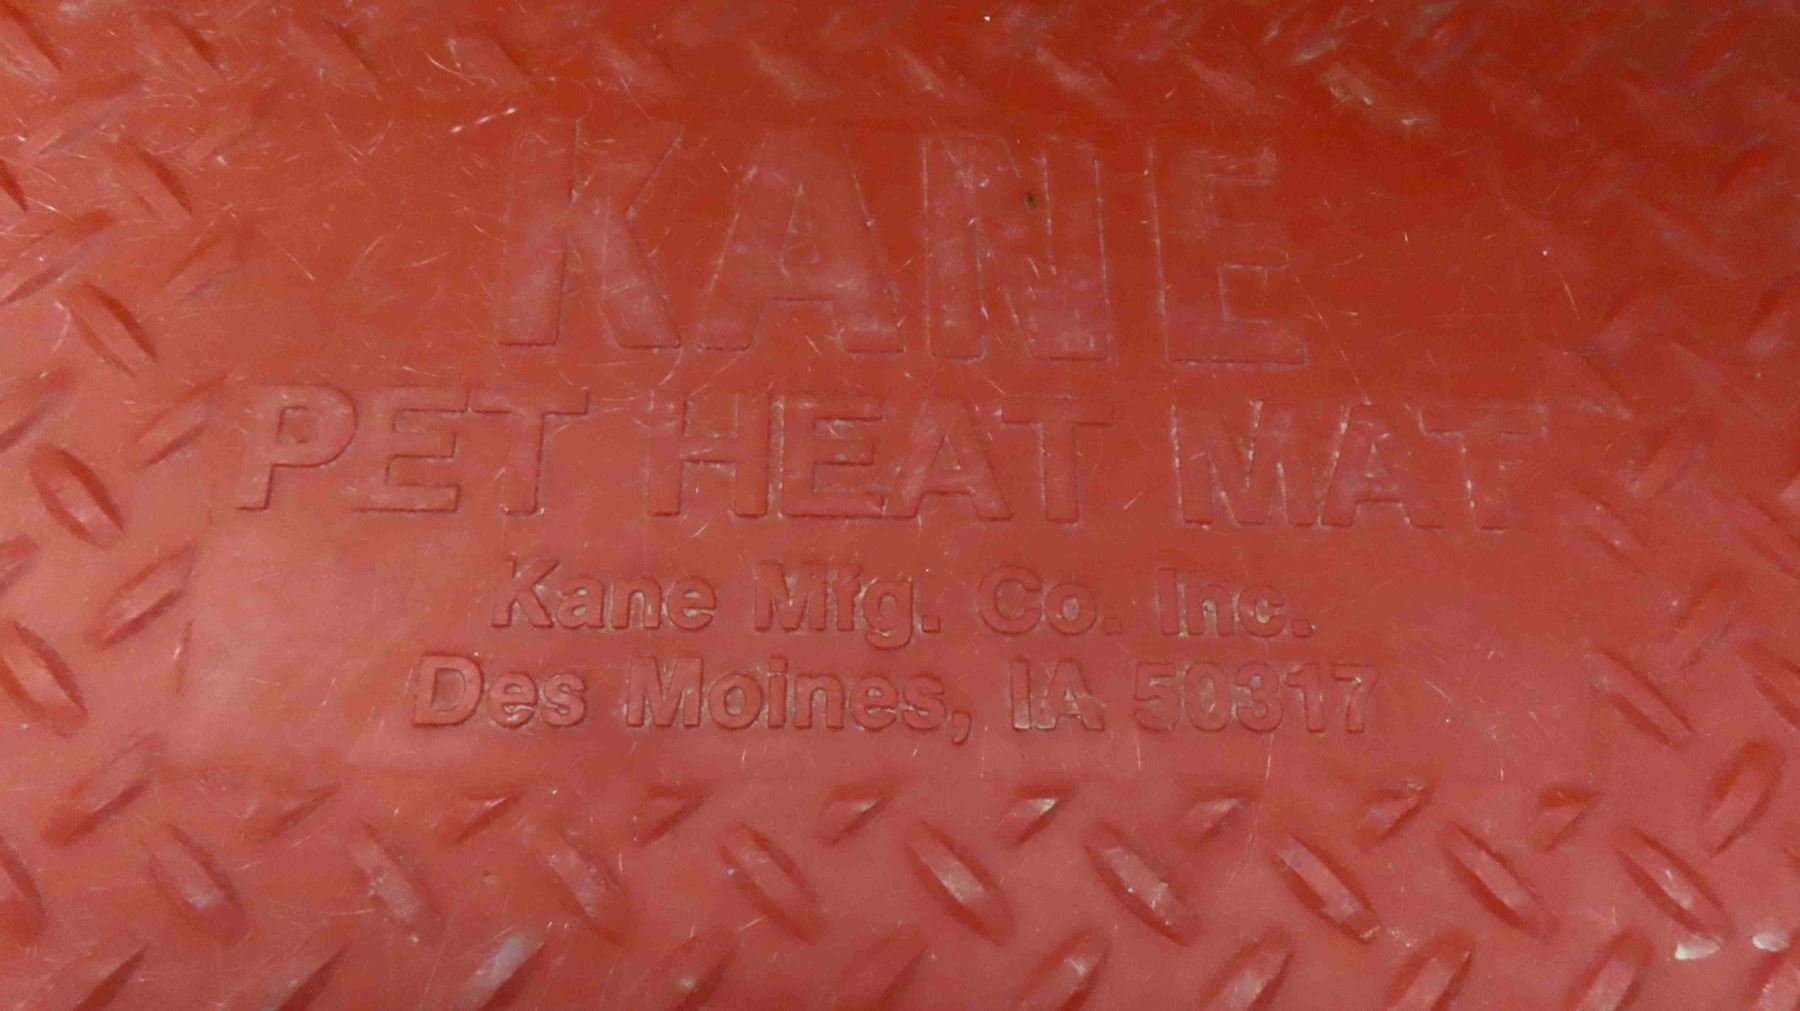 KANE
PET HEAT MAT
Kane Mfg. Co. Inc.
Des Moines, IA 50317